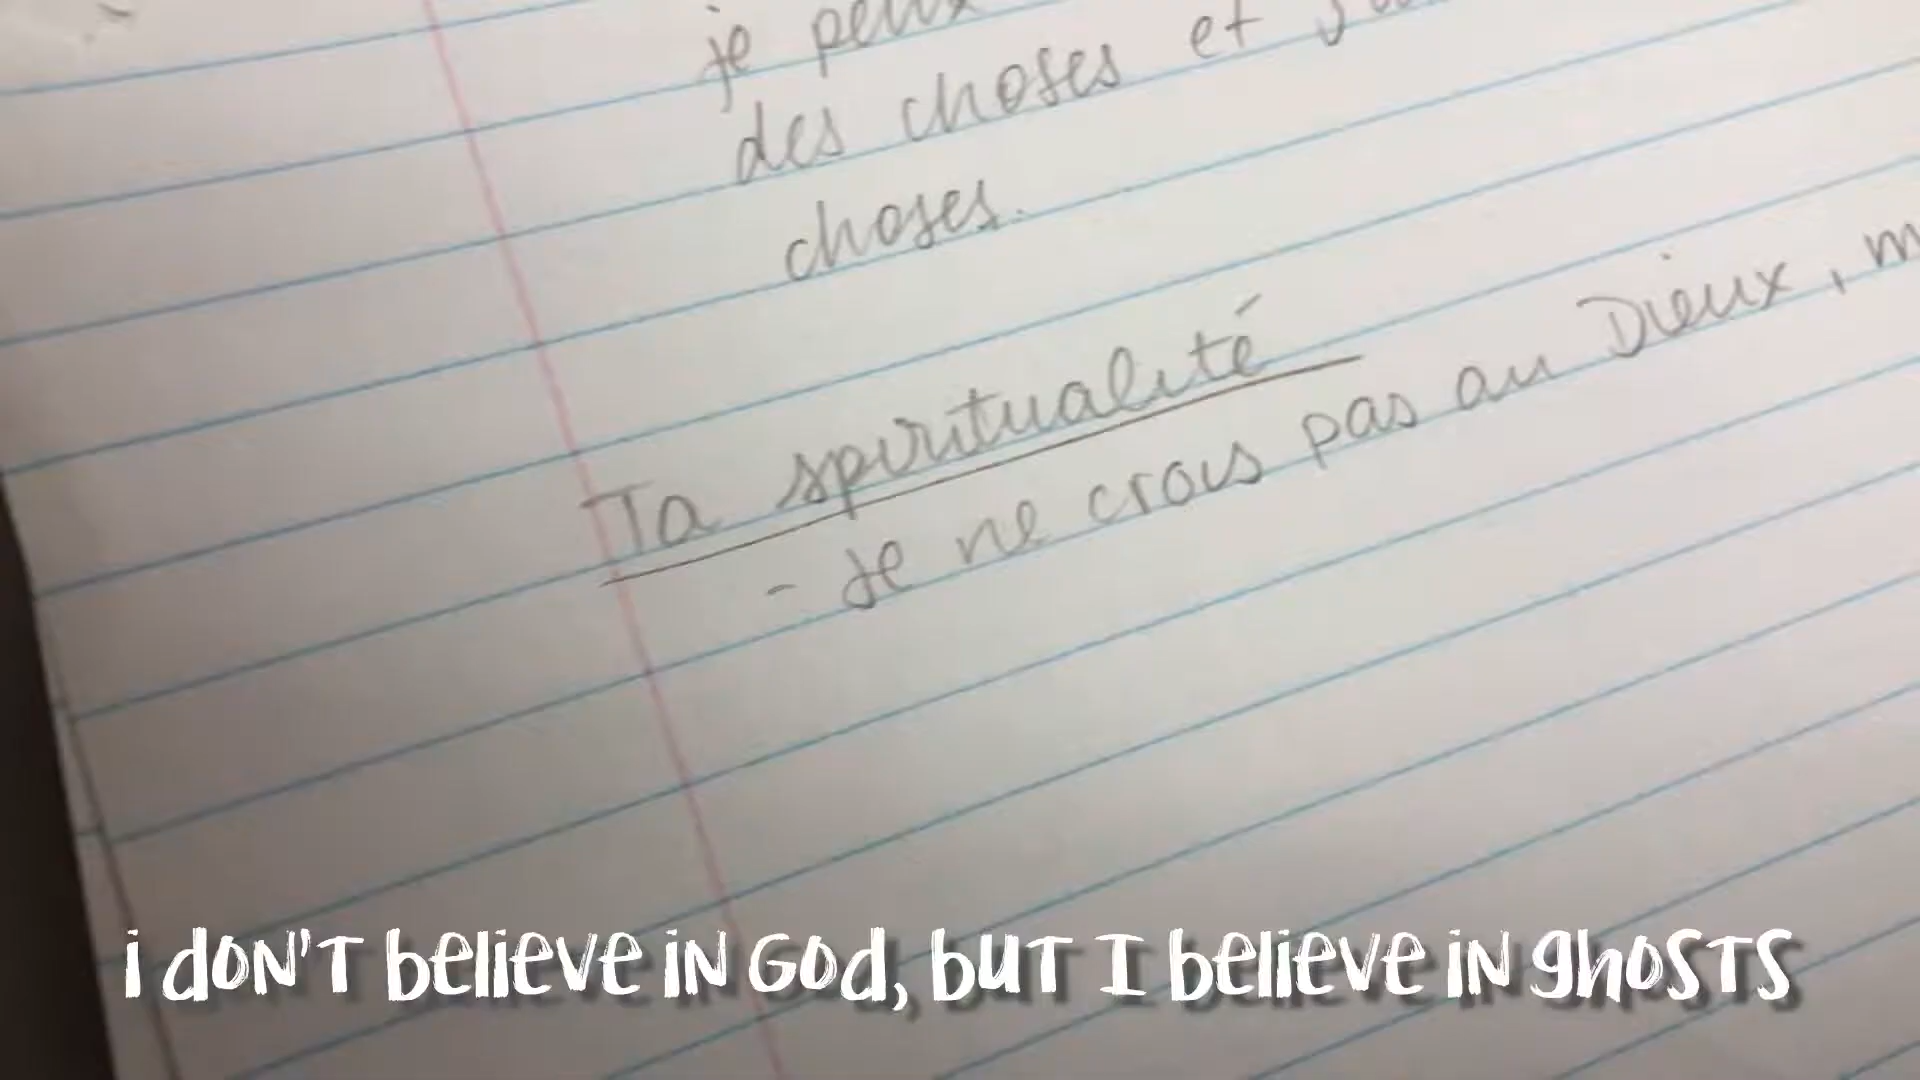 je peux
des choses et
choses.
Ta spiritualité
- Je ne crois pas au Dieux, m
i don't believe in God, but I believe in ghosts